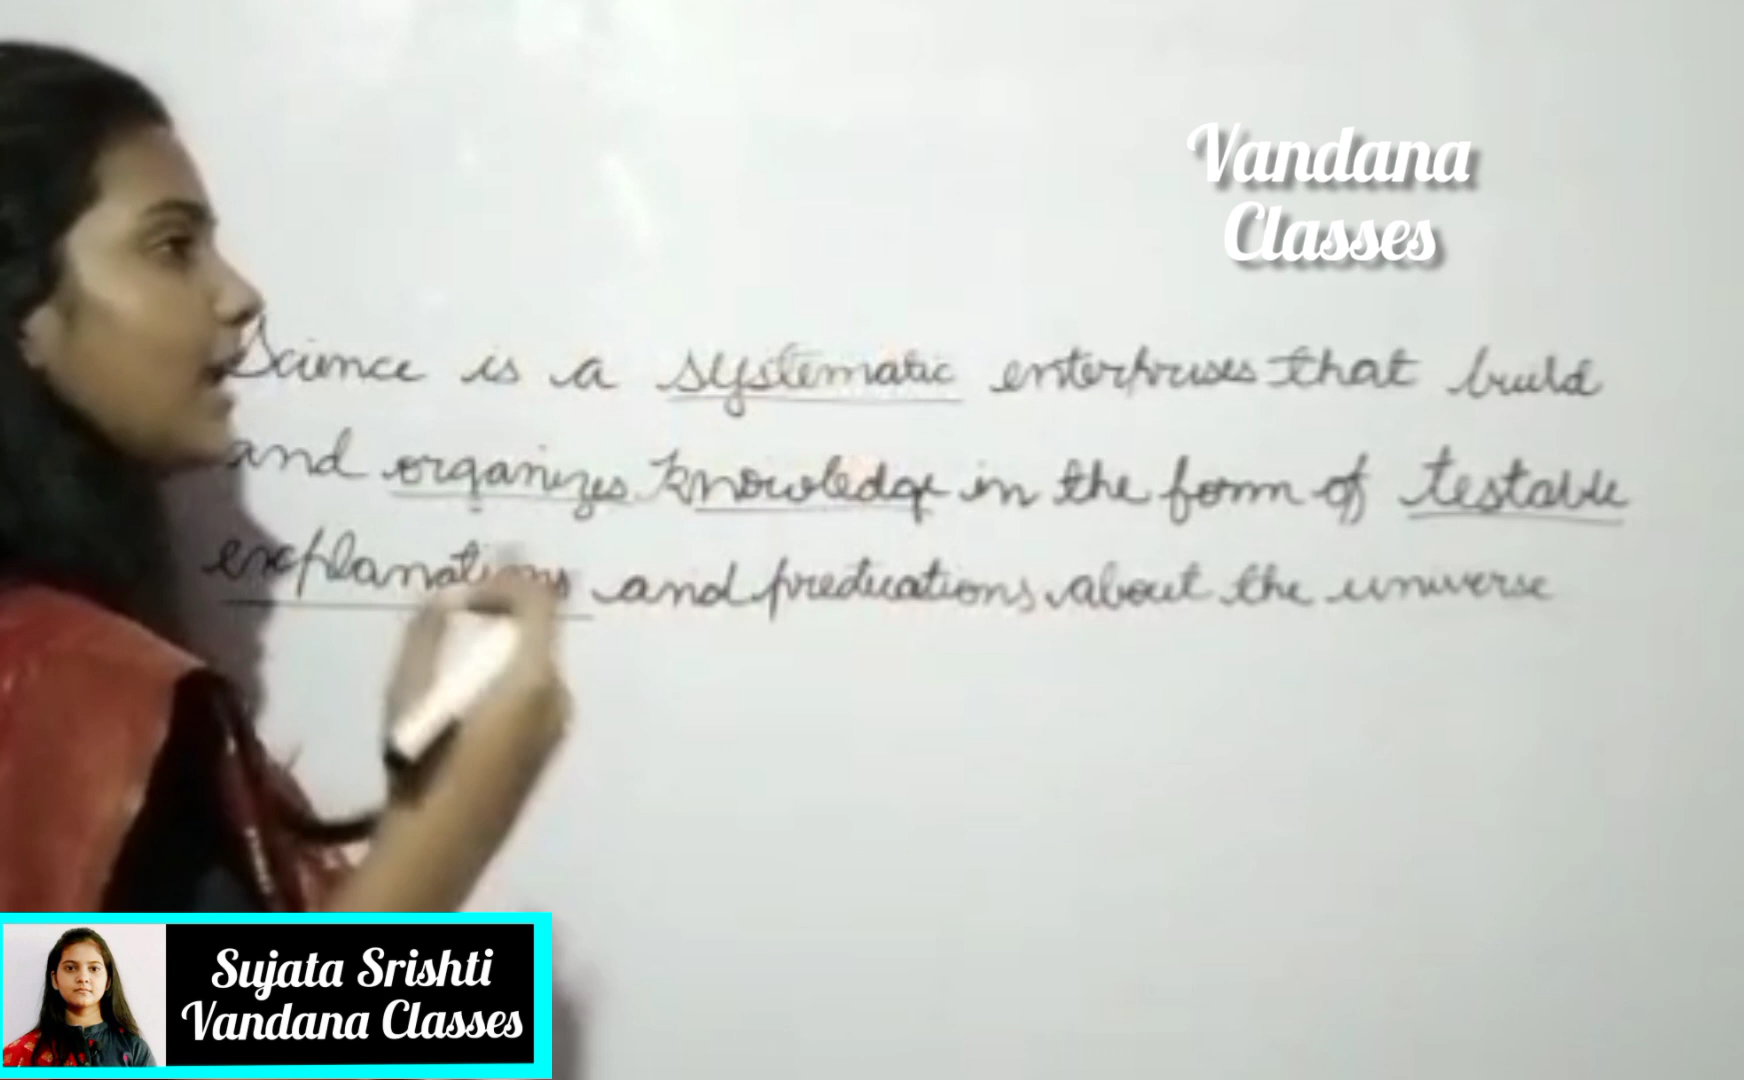 Vandana
Classes
Science is a systematic enterprises that build
and organizes knowledge in the form of testable
explanations and preducations about the universe
Sujata Srishti
Vandana Classes